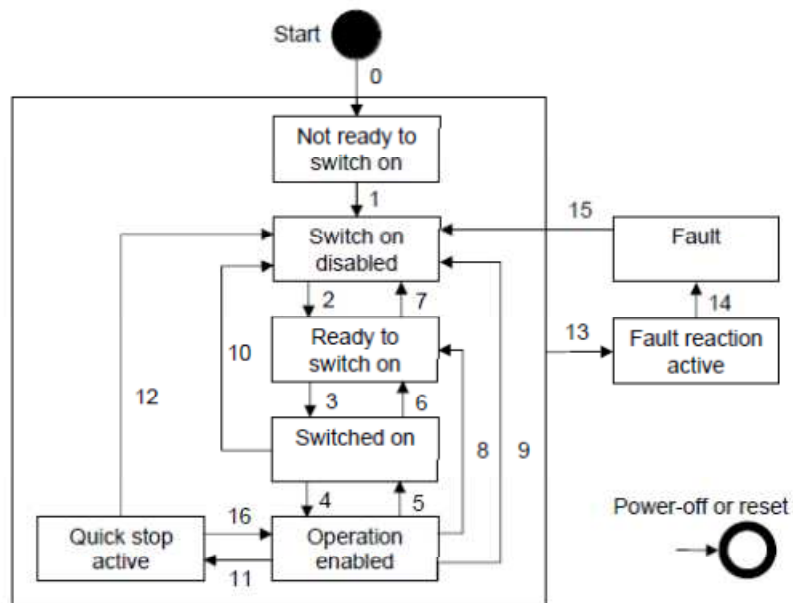 Start
0
Not ready to
switch on
1
15
Switch on
disabled
Fault
2
7
14
Ready to
switch on
13
Fault reaction
active
10
12
3
6
Switched on
8
9
4
5
Power-off or reset
16
Quick stop
active
Operation
enabled
11